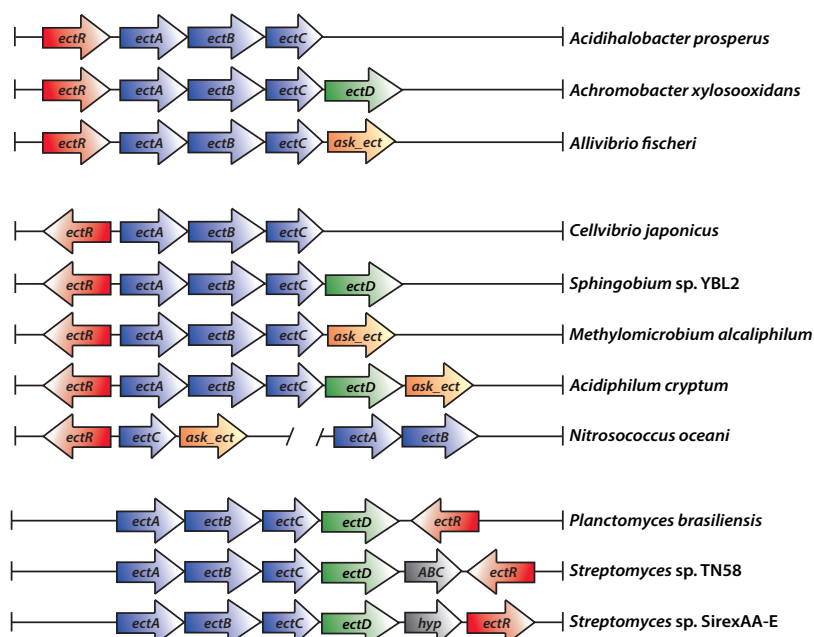 ectR ectA ectB ectC Acidihalobacter prosperus
ectR ectA ectB ectC ectD Achromobacter xylosooxidans
ectR ectA ectB ectC ask_ect Allivibrio fischeri
ectR ectA ectB ectC Cellvibrio japonicus
ectR ectA ectB ectC ectD Sphingobium sp. YBL2
ectR ectA ectB ectC ask_ect Methylomicrobium alcaliphilum
ectR ectA ectB ectC ectD ask_ect Acidiphilum cryptum
ectR ectC ask_ect / / ectA ectB Nitrosococcus oceani
ectA ectB ectC ectD ectR Planctomyces brasiliensis
ectA ectB ectC ectD ABC ectR Streptomyces sp. TN58
ectA ectB ectC ectD hyp ectR Streptomyces sp. SirexAA-E